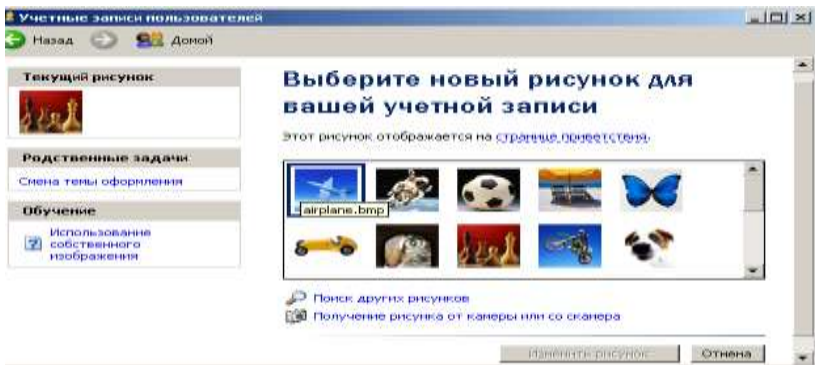 Учетные записи пользователей
Назад
Домой
Текущий рисунок
Родственные задачи
Смена темы оформления
Обучение
Использование
собственного
изображения
Выберите новый рисунок для
вашей учетной записи
Этот рисунок отображается на странице приветствия.
airplane.bmp
Поиск других рисунков
Получение рисунка от камеры или со сканера
Изменить рисунок
Отмена